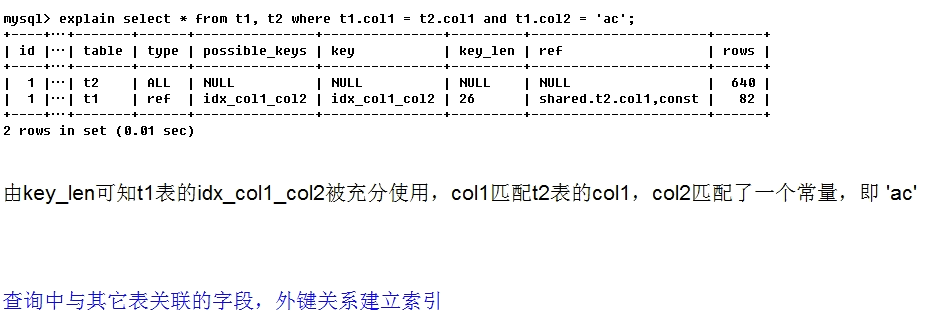 mysql> explain select * from t1, t2 where t1.col1 = t2.col1 and t1.col2 = 'ac';
+----+...+-------+------+---------------+---------------+---------+----------------------+------+
| id |...| table | type | possible_keys | key | key_len | ref | rows |
+----+...+-------+------+---------------+---------------+---------+----------------------+------+
| 1 |...| t2 | ALL | NULL | NULL | NULL | NULL | 640 |
| 1 |...| t1 | ref | idx_col1_col2 | idx_col1_col2 | 26 | shared.t2.col1,const | 82 |
+----+...+-------+------+---------------+---------------+---------+----------------------+------+
2 rows in set (0.01 sec)
由key_len可知t1表的idx_col1_col2被充分使用，col1匹配t2表的col1，col2匹配了一个常量，即 'ac'
查询中与其它表关联的字段，外键关系建立索引